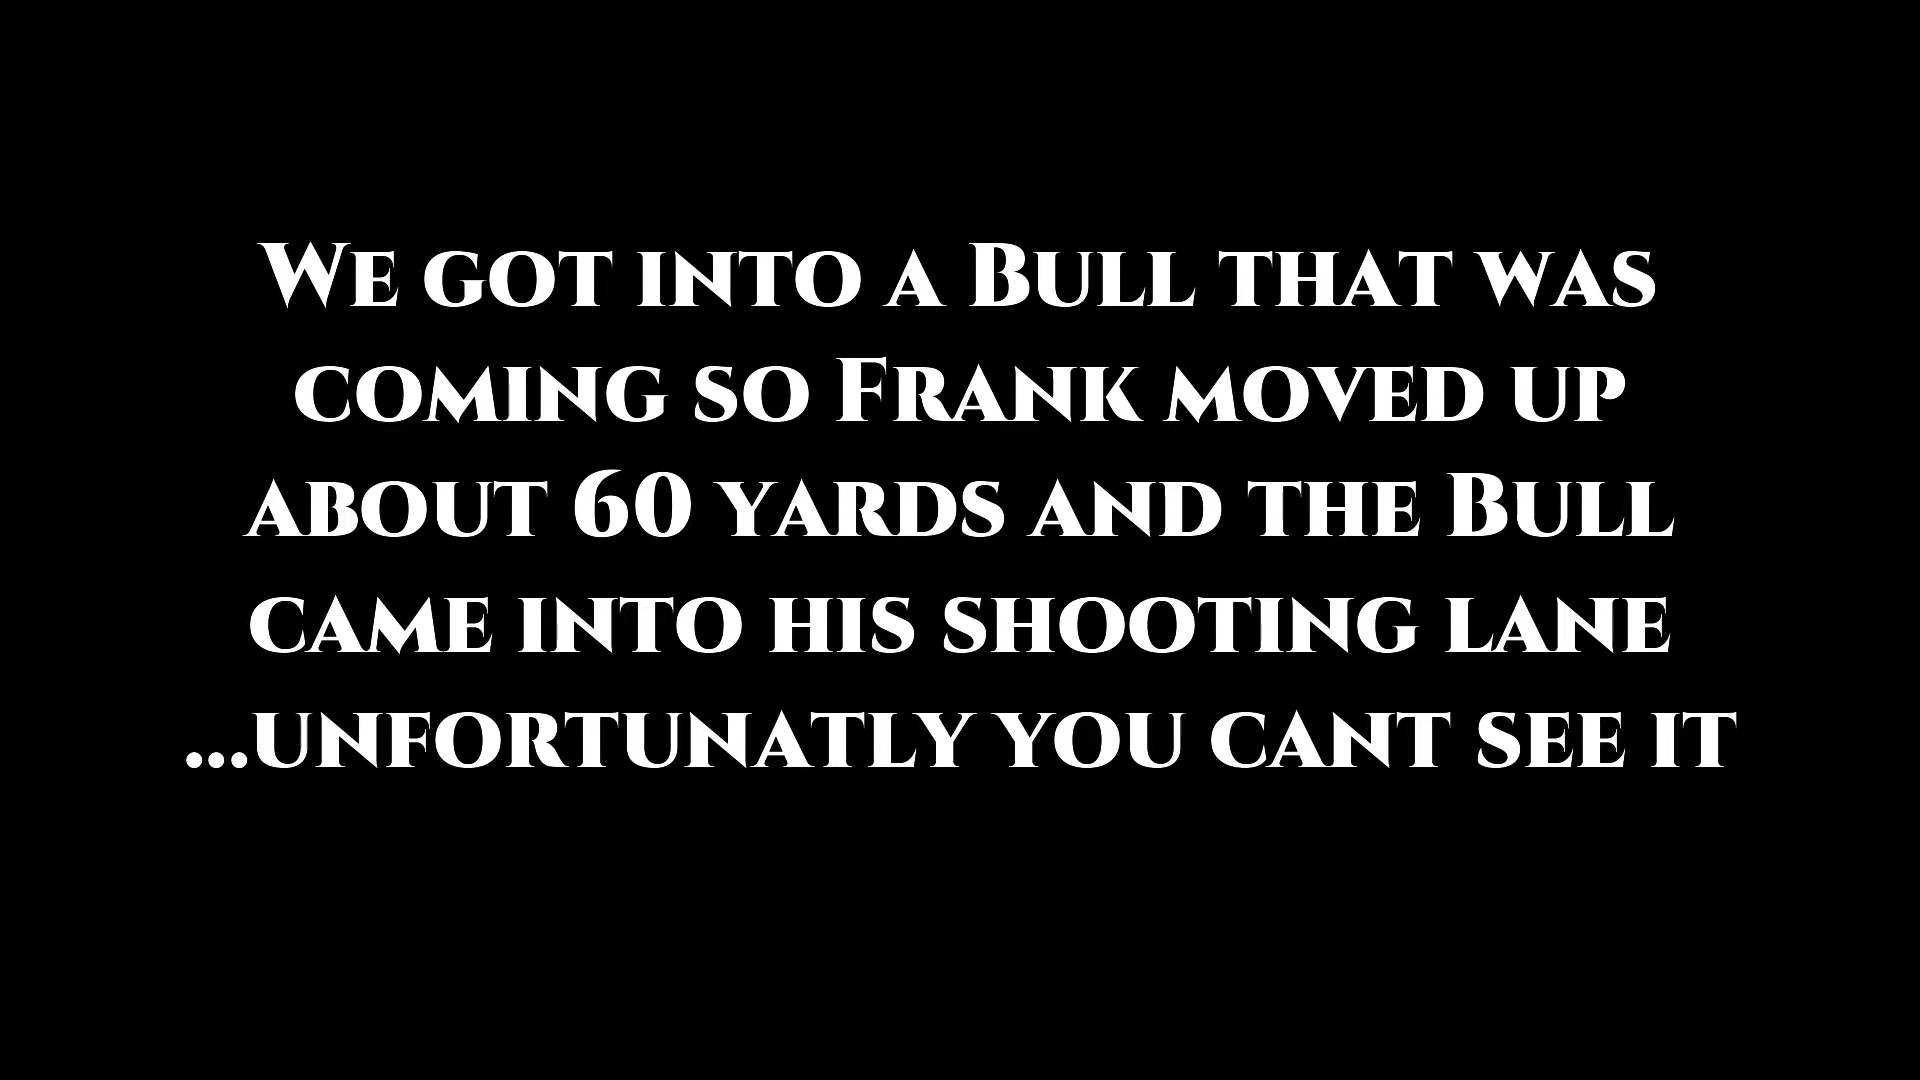 We got into a Bull that was
coming so Frank moved up
about 60 yards and the Bull
came into his shooting lane
...unfortunatly you cant see it